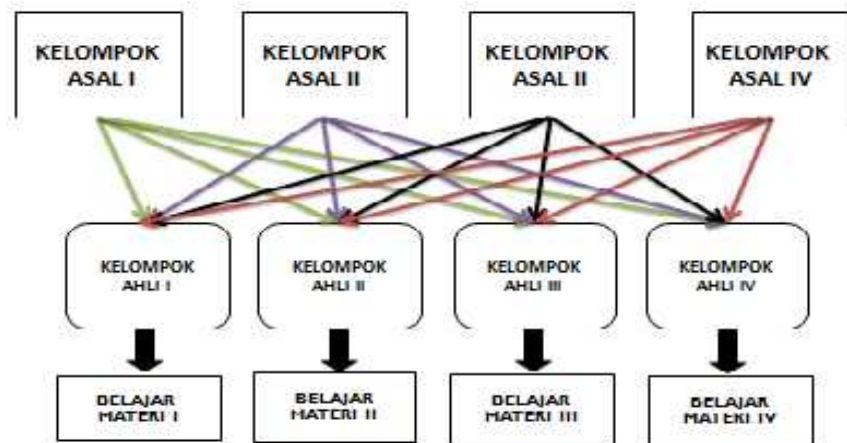 KELOMPOK
ASAL I
KELOMPOK
ASAL II
KELOMPOK
ASAL II
KELOMPOK
ASAL IV
KELOMPOK
AHLI I
KELOMPOK
AHLI II
KELOMPOK
AHLI III
KELOMPOK
AHLI IV
BELAJAR
MATERI I
BELAJAR
MATERI II
BELAJAR
MATERI III
BELAJAR
MATERI IV